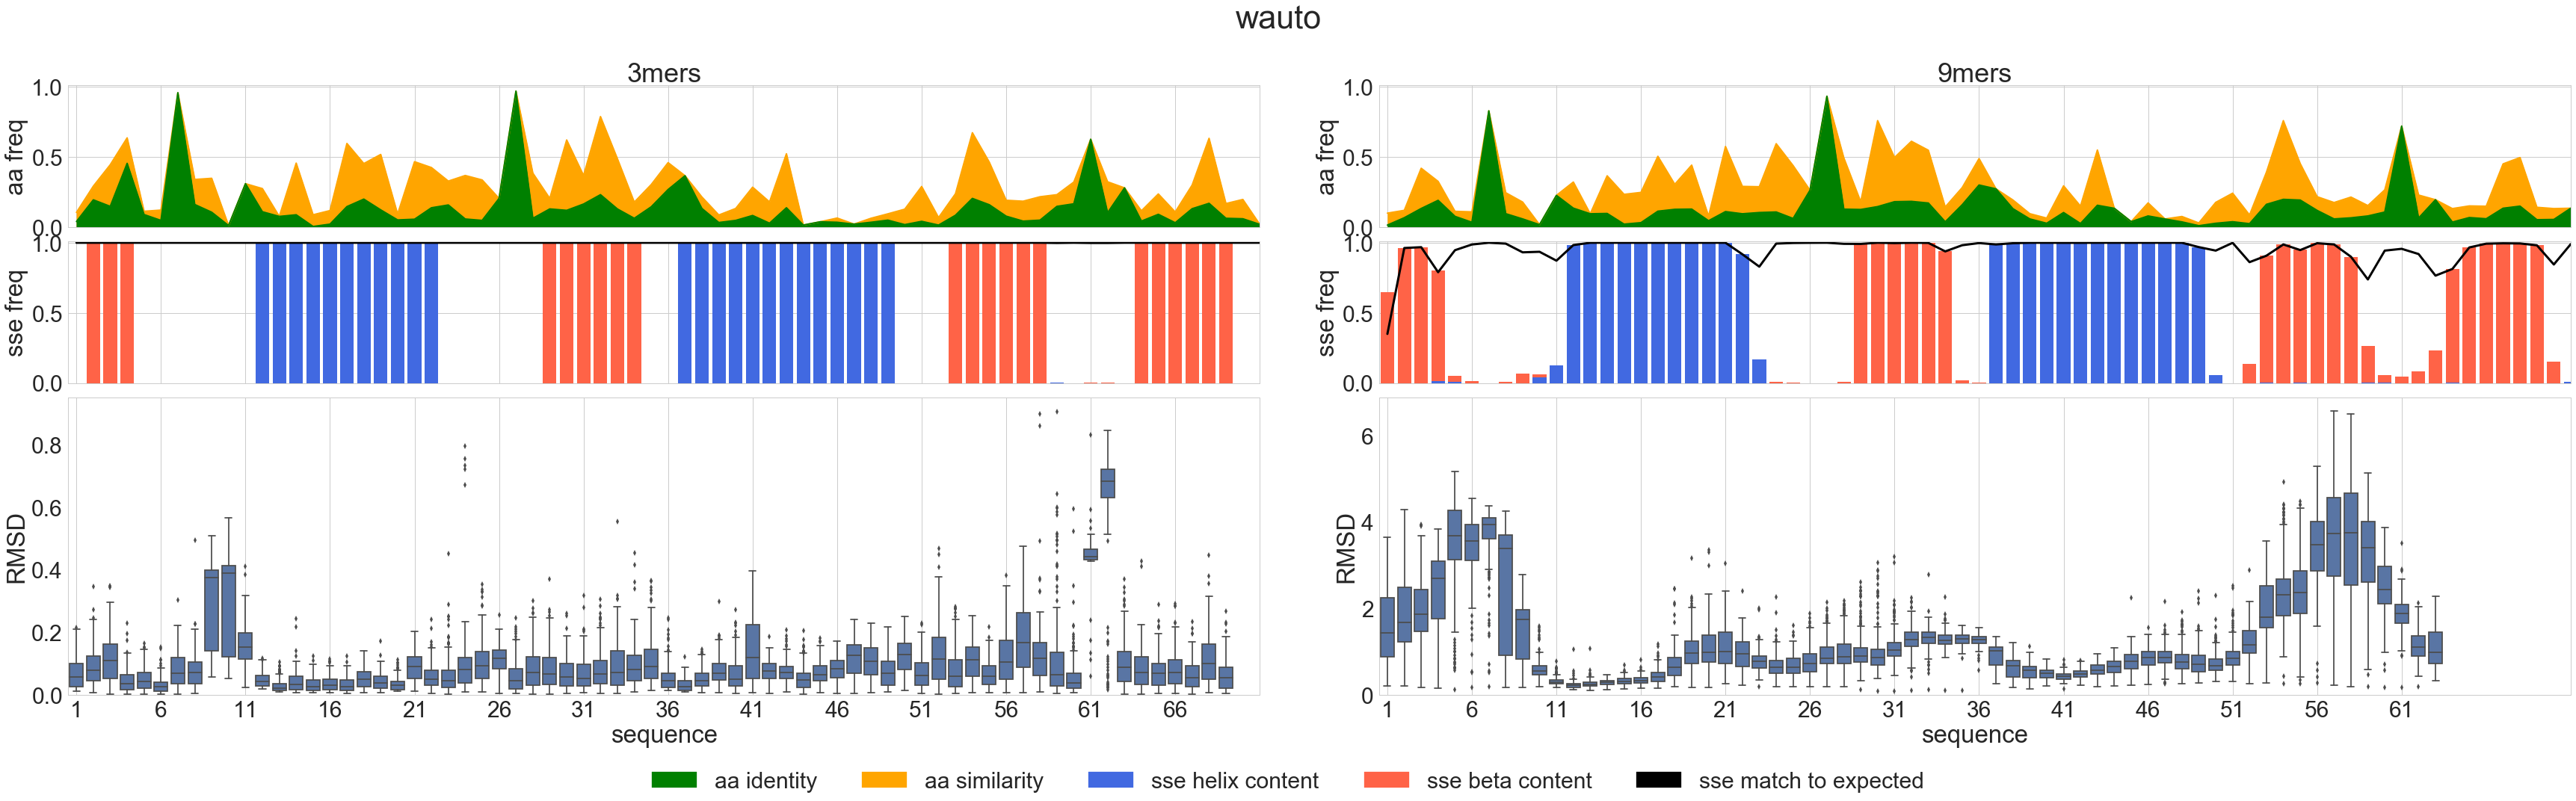 wauto
3mers
9mers
aa freq
1.0
0.5
0.0
aa freq
1.0
0.5
0.0
sse freq
1.0
0.5
0.0
sse freq
1.0
0.5
0.0
RMSD
0.8
0.6
0.4
0.2
0.0
RMSD
6
4
2
0
1 6 11 16 21 26 31 36 41 46 51 56 61 66
1 6 11 16 21 26 31 36 41 46 51 56 61
sequence
sequence
aa identity aa similarity sse helix content sse beta content sse match to expected